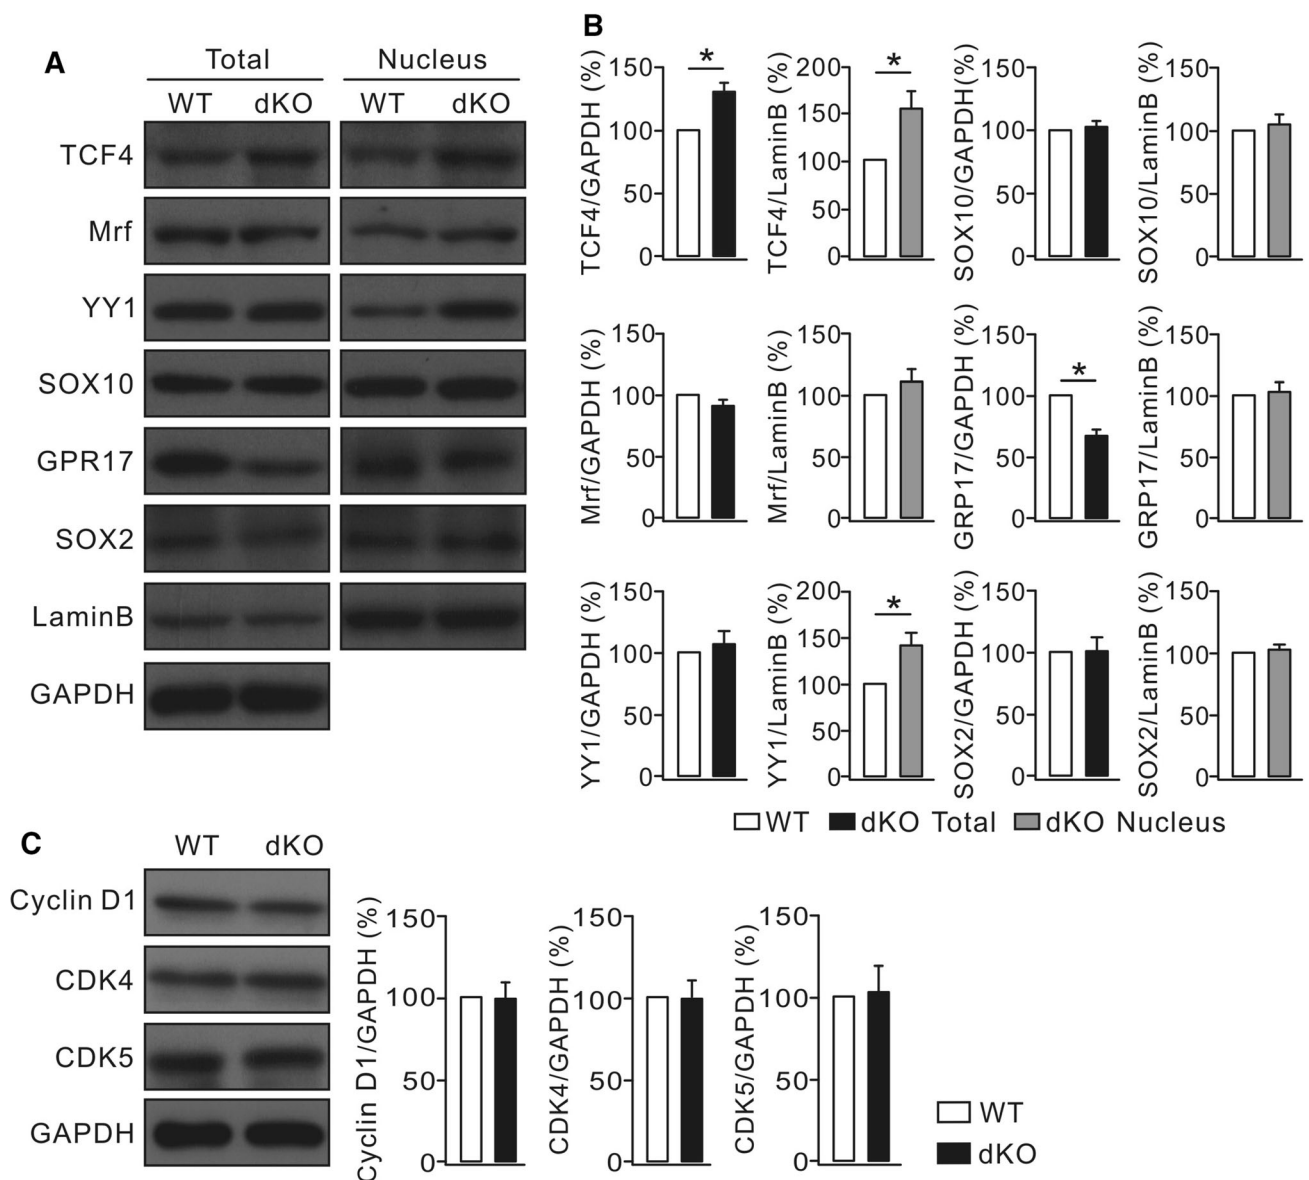 A
Total Nucleus
WT dKO WT dKO
TCF4
Mrf
YY1
SOX10
GPR17
SOX2
LaminB
GAPDH
B
TCF4/GAPDH (%)
150
100
50
0
*
TCF4/LaminB (%)
200
150
100
50
0
*
SOX10/GAPDH(%)
150
100
50
0
SOX10/LaminB (%)
150
100
50
0
Mrf/GAPDH (%)
150
100
50
0
Mrf/LaminB (%)
150
100
50
0
GRP17/GAPDH (%)
150
100
50
0
*
GRP17/LaminB (%)
150
100
50
0
YY1/GAPDH (%)
150
100
50
0
YY1/LaminB (%)
200
150
100
50
0
*
SOX2/GAPDH (%)
150
100
50
0
SOX2/LaminB (%)
150
100
50
0
WT dKO Total dKO Nucleus
C
WT dKO
Cyclin D1
CDK4
CDK5
GAPDH
Cyclin D1/GAPDH (%)
150
100
50
0
CDK4/GAPDH (%)
150
100
50
0
CDK5/GAPDH (%)
150
100
50
0
WT
dKO